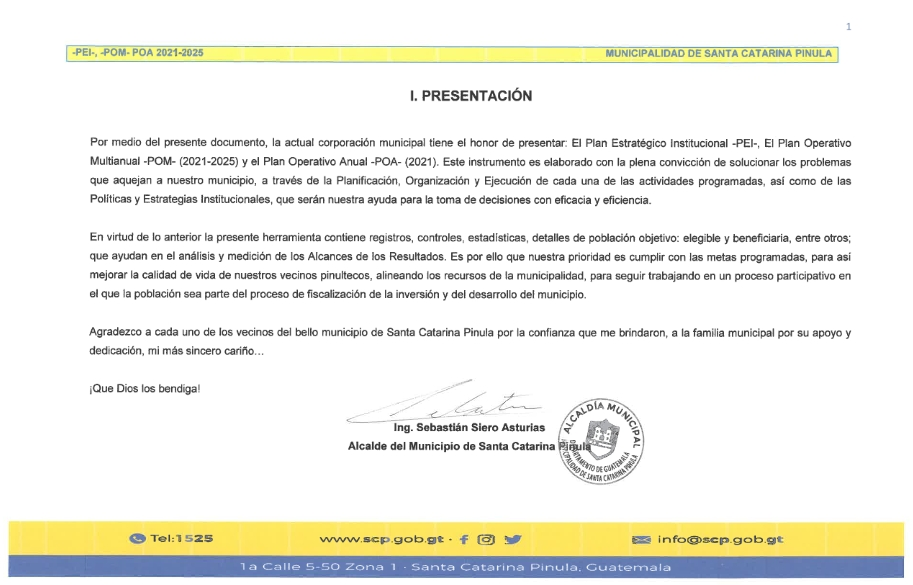 1
-PEI-, -POM- POA 2021-2025 MUNICIPALIDAD DE SANTA CATARINA PINULA
I. PRESENTACIÓN
Por medio del presente documento, la actual corporación municipal tiene el honor de presentar: El Plan Estratégico Institucional -PEI-, El Plan Operativo
Multianual -POM- (2021-2025) y el Plan Operativo Anual -POA- (2021). Este instrumento es elaborado con la plena convicción de solucionar los problemas
que aquejan a nuestro municipio, a través de la Planificación, Organización y Ejecución de cada una de las actividades programadas, así como de las
Políticas y Estrategias Institucionales, que serán nuestra ayuda para la toma de decisiones con eficacia y eficiencia.
En virtud de lo anterior la presente herramienta contiene registros, controles, estadísticas, detalles de población objetivo: elegible y beneficiaria, entre otros;
que ayudan en el análisis y medición de los Alcances de los Resultados. Es por ello que nuestra prioridad es cumplir con las metas programadas, para así
mejorar la calidad de vida de nuestros vecinos pinultecos, alineando los recursos de la municipalidad, para seguir trabajando en un proceso participativo en
el que la población sea parte del proceso de fiscalización de la inversión y del desarrollo del municipio.
Agradezco a cada uno de los vecinos del bello municipio de Santa Catarina Pinula por la confianza que me brindaron, a la familia municipal por su apoyo y
dedicación, mi más sincero cariño…
¡Que Dios los bendiga!
Ing. Sebastián Siero Asturias
Alcalde del Municipio de Santa Catarina Pinula
ALCALDÍA MUNICIPAL
DEPARTAMENTO DE GUATEMALA
MUNICIPALIDAD DE SANTA CATARINA PINULA
Tel:1525 www.scp.gob.gt · info@scp.gob.gt
1a Calle 5-50 Zona 1 · Santa Catarina Pinula, Guatemala